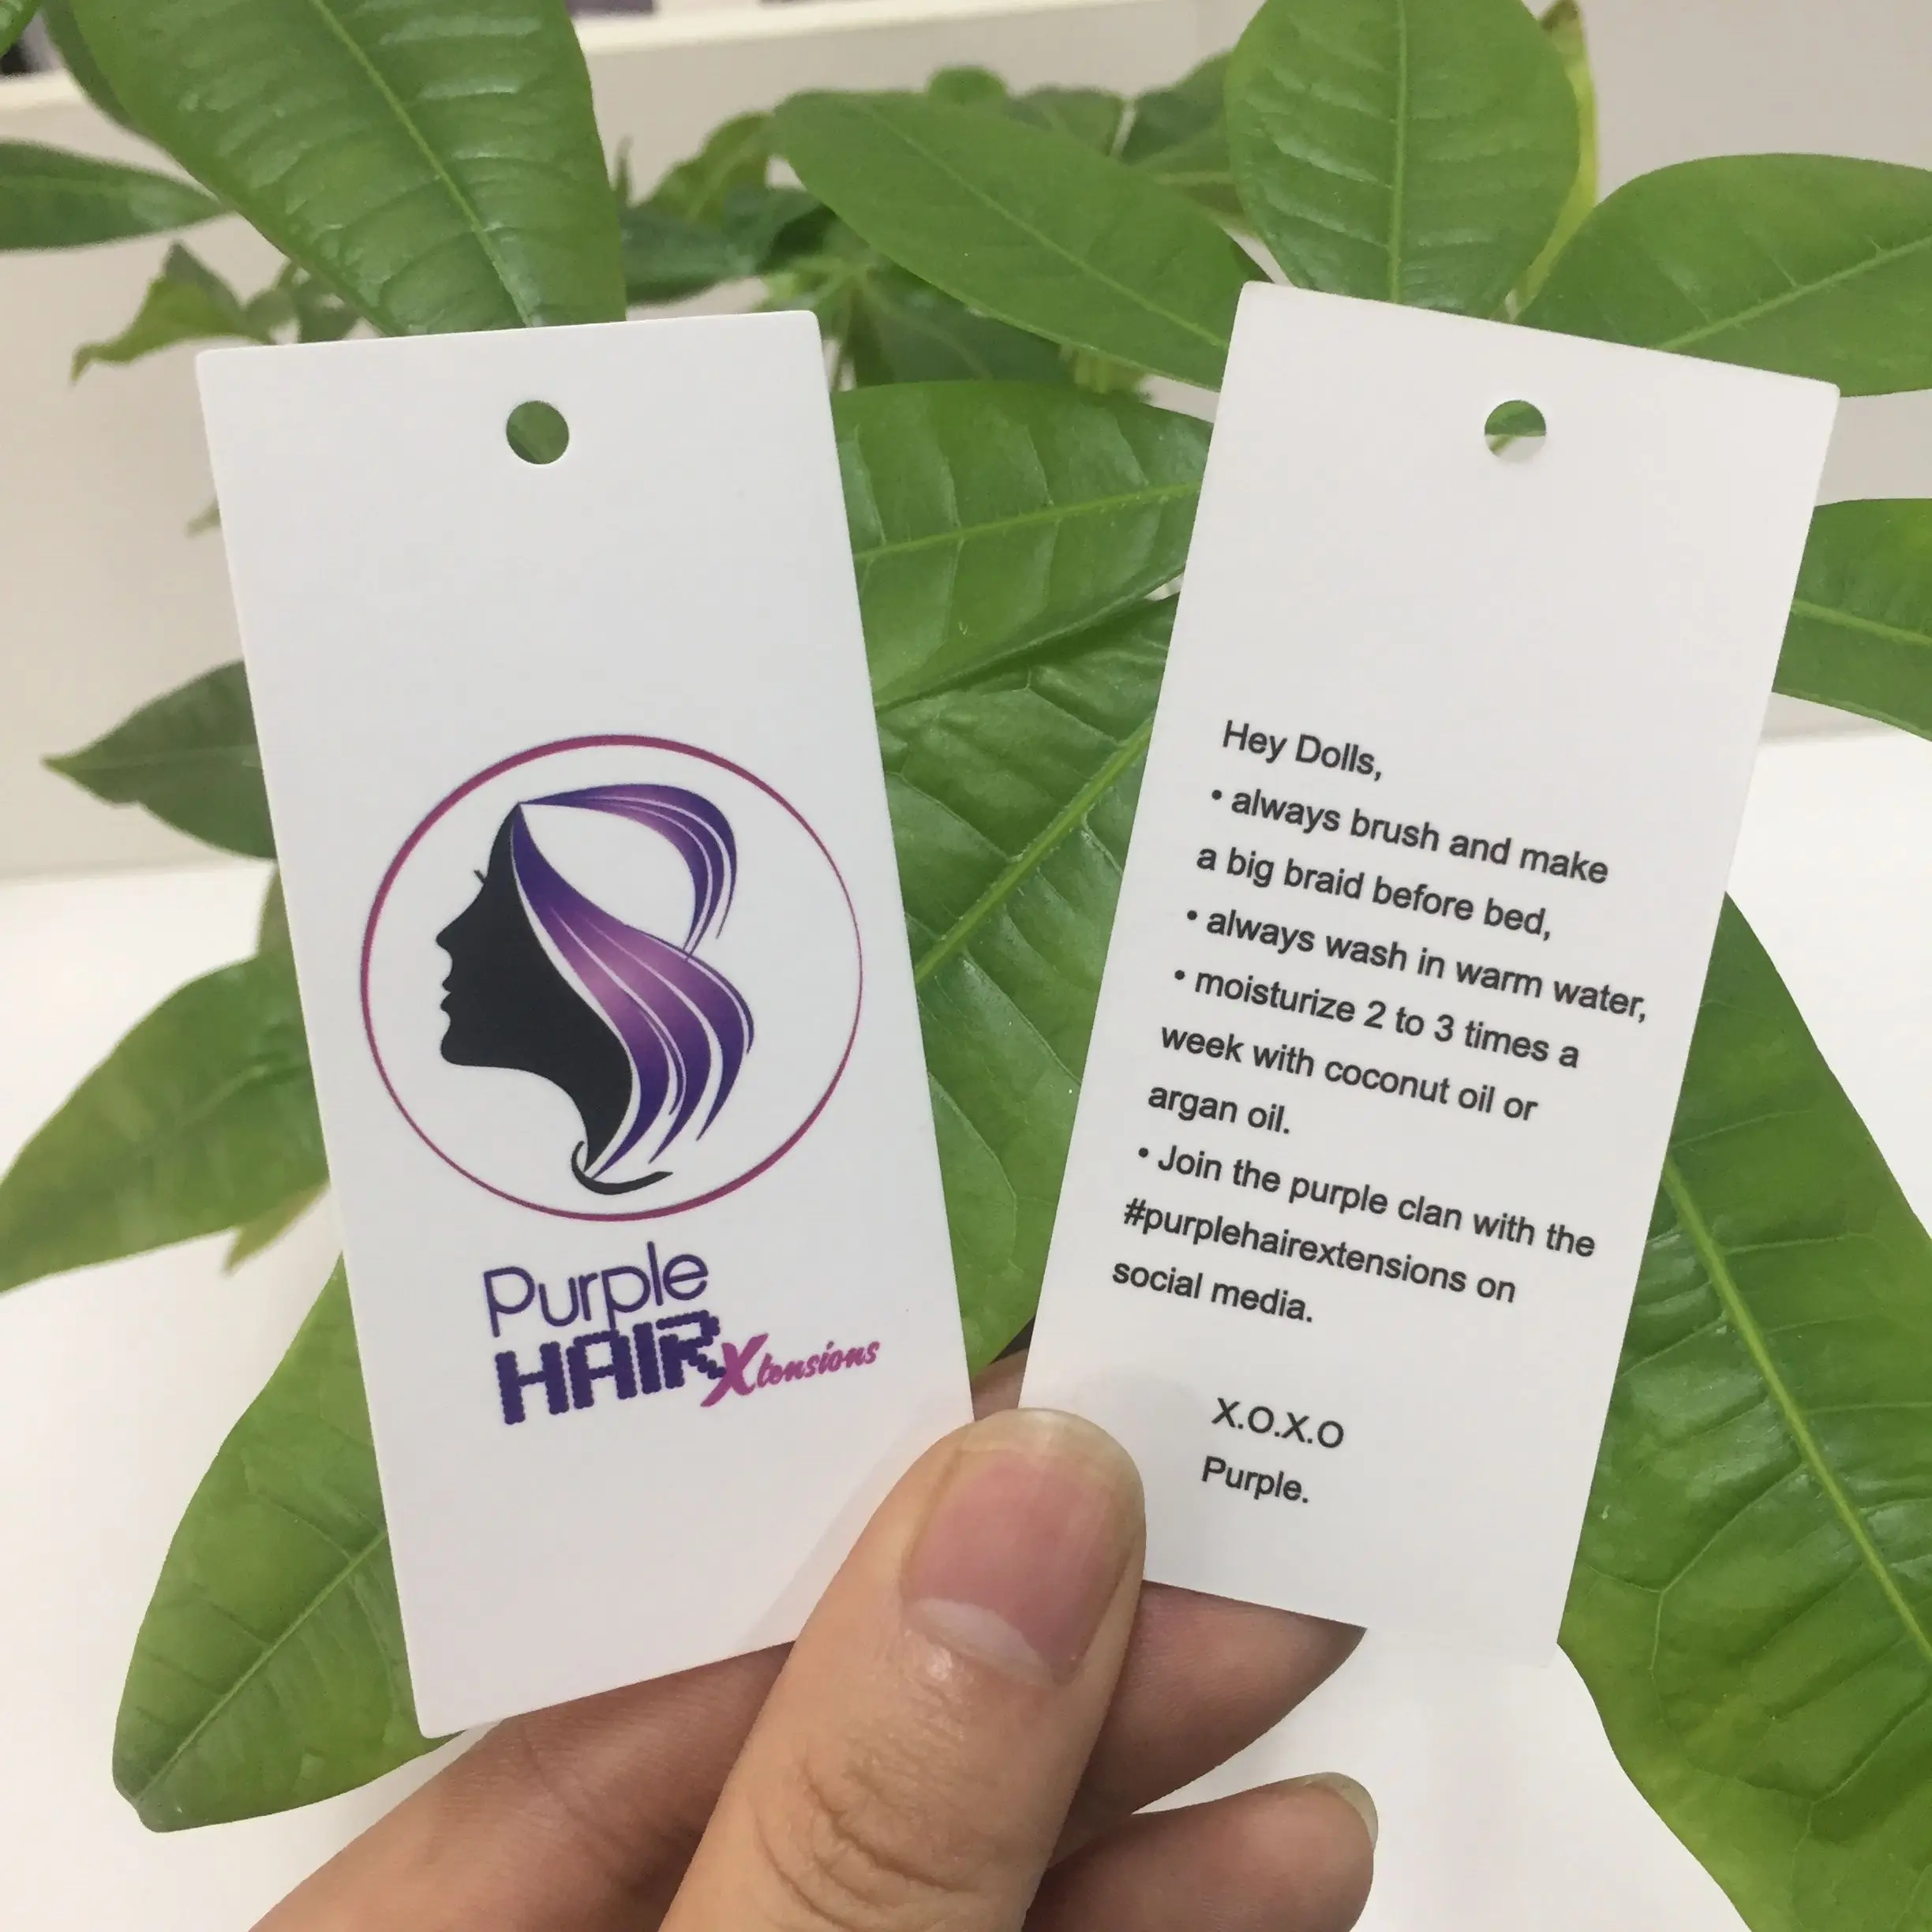 Purple
HAIR Xtensions
Hey Dolls,
• always brush and make
a big braid before bed,
• always wash in warm water,
• moisturize 2 to 3 times a
week with coconut oil or
argan oil.
• Join the purple clan with the
#purplehairextensions on
social media.
X.O.X.O
Purple.